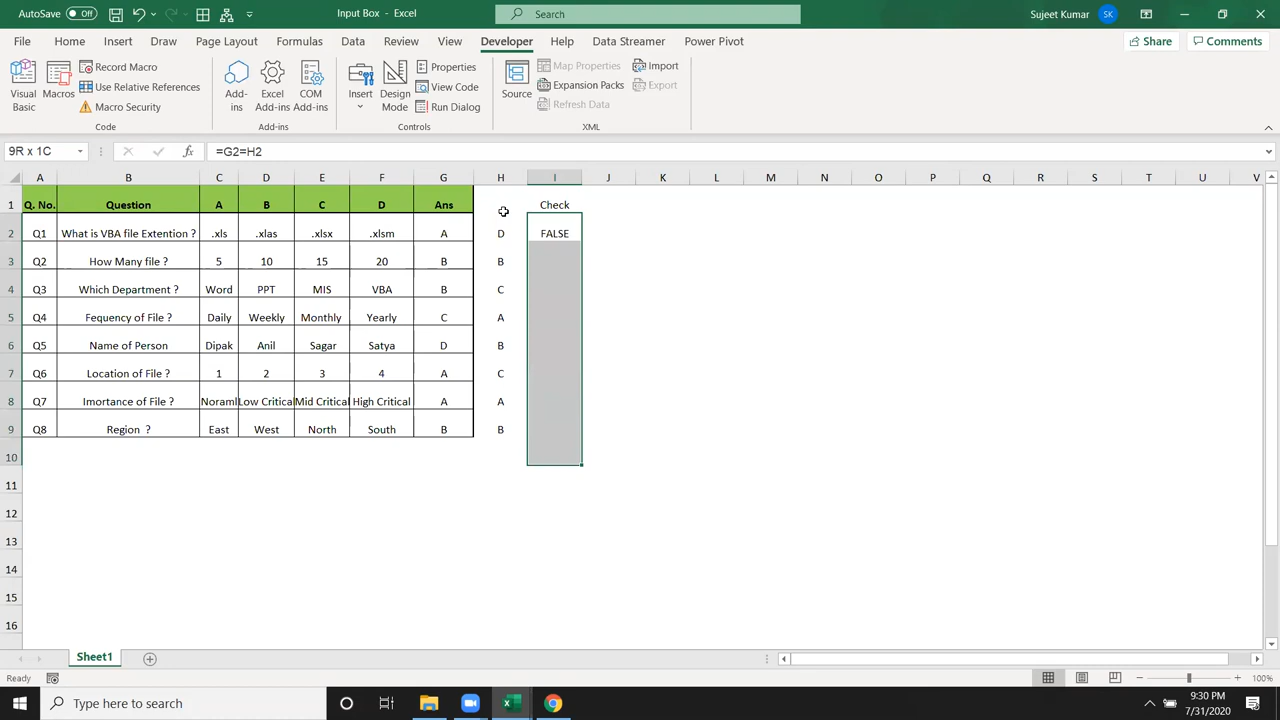 AutoSave Off Input Box - Excel Search Sujeet Kumar SK
File Home Insert Draw Page Layout Formulas Data Review View Developer Help Data Streamer Power Pivot Share Comments
Visual Basic Macros Record Macro Use Relative References Macro Security
Add-ins Excel Add-ins COM Add-ins
Insert Design Mode Properties View Code Run Dialog
Source Map Properties Expansion Packs Refresh Data Import Export
Code Add-ins Controls XML
9R x 1C fx =G2=H2
A B C D E F G H I J K L M N O P Q R S T U V
1 Q. No. Question A B C D Ans Check
2 Q1 What is VBA file Extention ? .xls .xlas .xlsx .xlsm A D FALSE
3 Q2 How Many file ? 5 10 15 20 B B
4 Q3 Which Department ? Word PPT MIS VBA B C
5 Q4 Fequency of File ? Daily Weekly Monthly Yearly C A
6 Q5 Name of Person Dipak Anil Sagar Satya D B
7 Q6 Location of File ? 1 2 3 4 A C
8 Q7 Imortance of File ? Noraml Low Critical Mid Critical High Critical A A
9 Q8 Region ? East West North South B B
10
11
12
13
14
15
16
Sheet1
Ready 100%
Type here to search 9:30 PM
7/31/2020